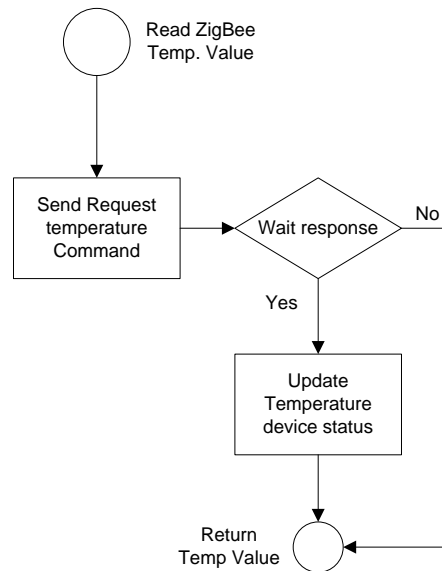 Read ZigBee
Temp. Value
Send Request
temperature
Command
Wait response
No
Yes
Update
Temperature
device status
Return
Temp Value